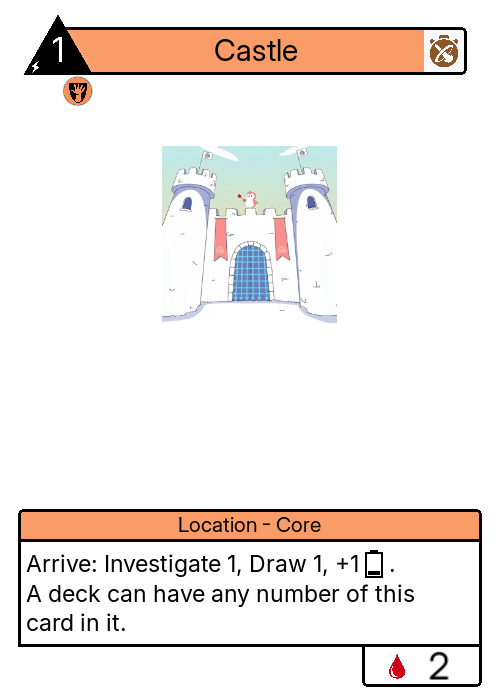 1
Castle
Location - Core
Arrive: Investigate 1, Draw 1, +1 .
A deck can have any number of this
card in it.
2